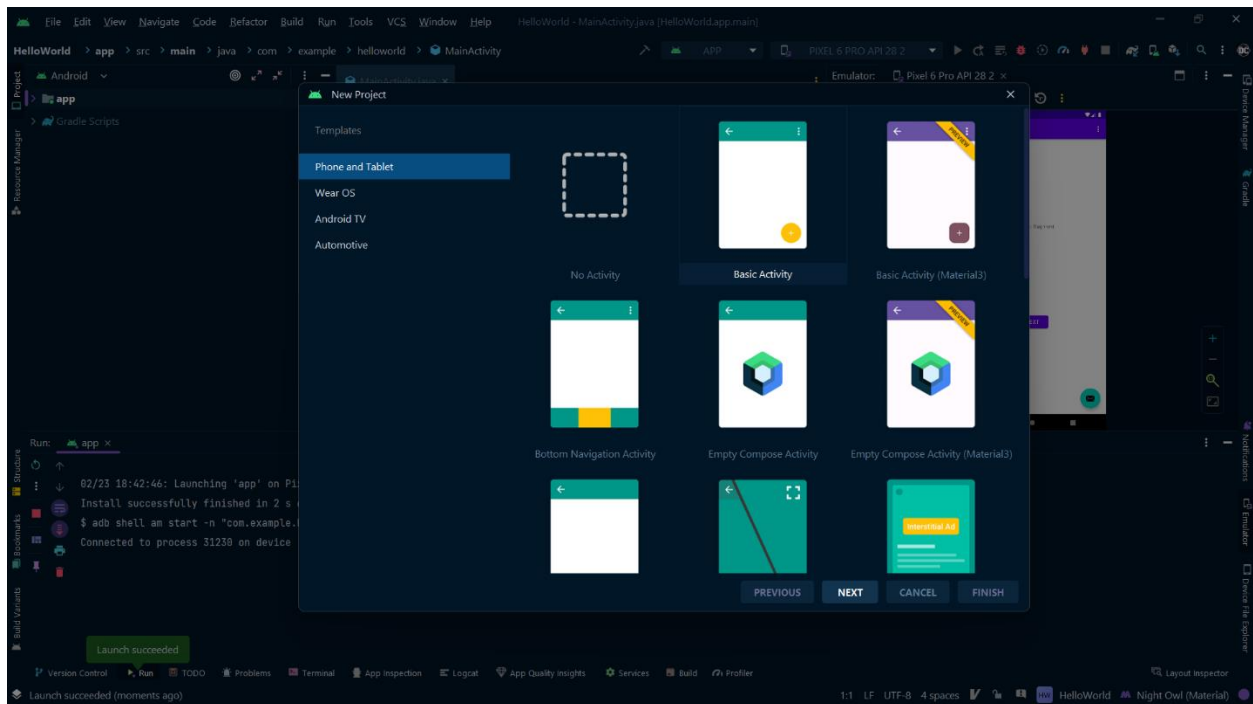 File Edit View Navigate Code Refactor Build Run Tools VCS Window Help HelloWorld - MainActivity.java [HelloWorld.app.main]
HelloWorld app src main java com example helloworld MainActivity APP PIXEL 6 PRO API 28 2
Project
Android
MainActivity.java
Emulator: Pixel 6 Pro API 28 2
app
Gradle Scripts
Resource Manager
New Project
Templates
Phone and Tablet
Wear OS
Android TV
Automotive
PREVIEW
No Activity
Basic Activity
Basic Activity (Material3)
PREVIEW
Bottom Navigation Activity
Empty Compose Activity
Empty Compose Activity (Material3)
Interstitial Ad
PREVIOUS NEXT CANCEL FINISH
Device Manager
Gradle
Notifications
Emulator
Device File Explorer
Run: app
Structure
Bookmarks
Build Variants
02/23 18:42:46: Launching 'app' on Pi
Install successfully finished in 2 s
$ adb shell am start -n "com.example.
Connected to process 31230 on device
Launch succeeded
Version Control Run TODO Problems Terminal App Inspection Logcat App Quality Insights Services Build Profiler Layout Inspector
Launch succeeded (moments ago) 1:1 LF UTF-8 4 spaces HW HelloWorld Night Owl (Material)